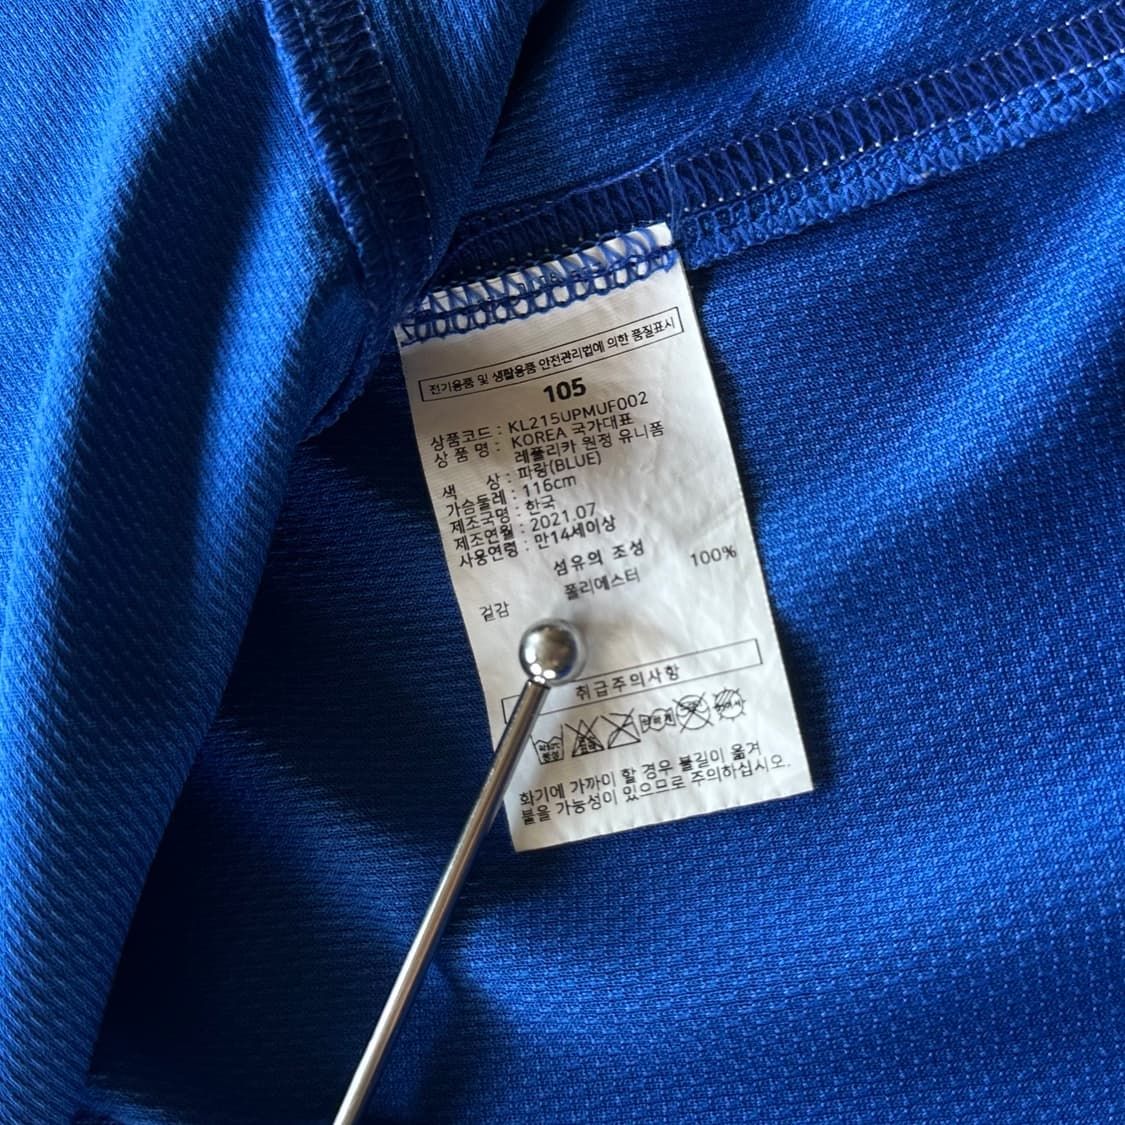 전기용품 및 생활용품 안전관리법에 의한 품질표시
105
상품코드 : KL215UPMUF002
상 품 명 : KOREA 국가대표
레플리카 원정 유니폼
색 상 : 파랑(BLUE)
가슴둘레 : 116cm
제조국명 : 한국
제조연월 : 2021.07
사용연령 : 만14세이상
섬유의 조성
겉감 폴리에스터 100%
취급주의사항
화기에 가까이 할 경우 불길이 옮겨
붙을 가능성이 있으므로 주의하십시오.